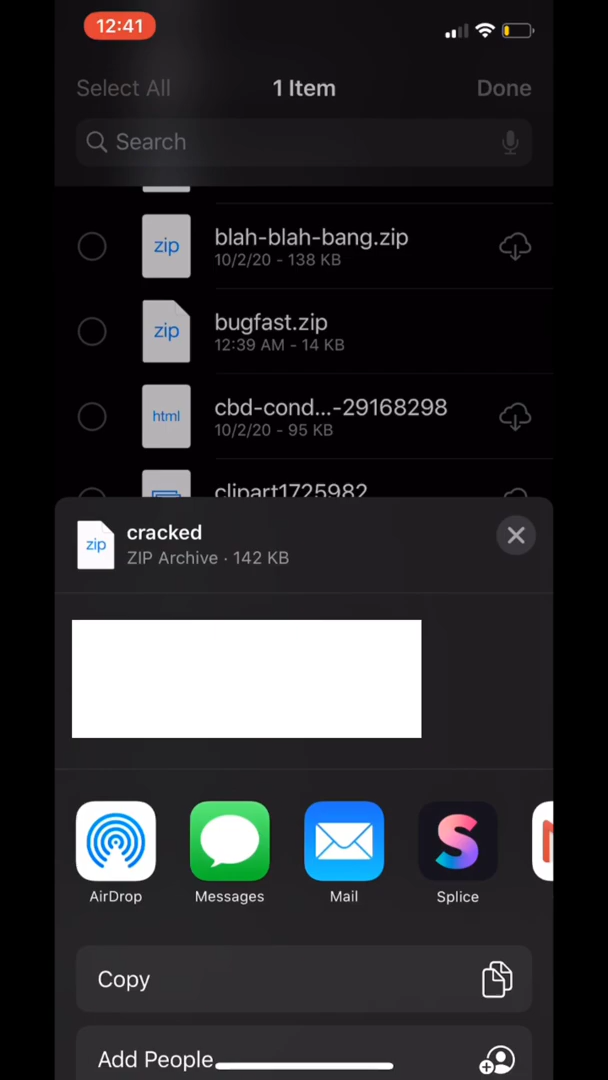 12:41
Select All 1 Item Done
Search
zip
blah-blah-bang.zip
10/2/20 - 138 KB
zip
bugfast.zip
12:39 AM - 14 KB
html
cbd-cond...-29168298
10/2/20 - 95 KB
clipart1725982
zip
cracked
ZIP Archive · 142 KB
AirDrop Messages Mail Splice
Copy
Add People